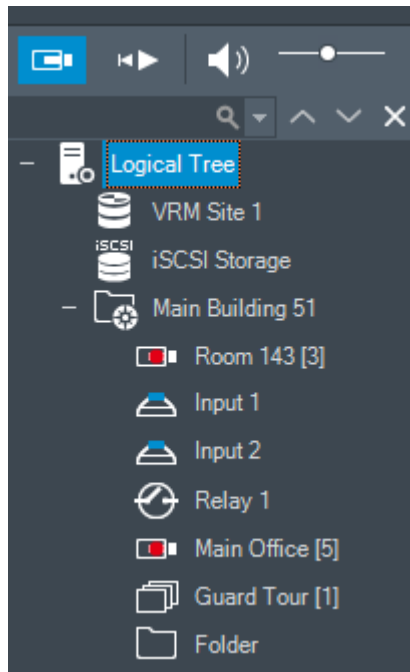 Logical Tree
VRM Site 1
iSCSI
iSCSI Storage
Main Building 51
Room 143 [3]
Input 1
Input 2
Relay 1
Main Office [5]
Guard Tour [1]
Folder